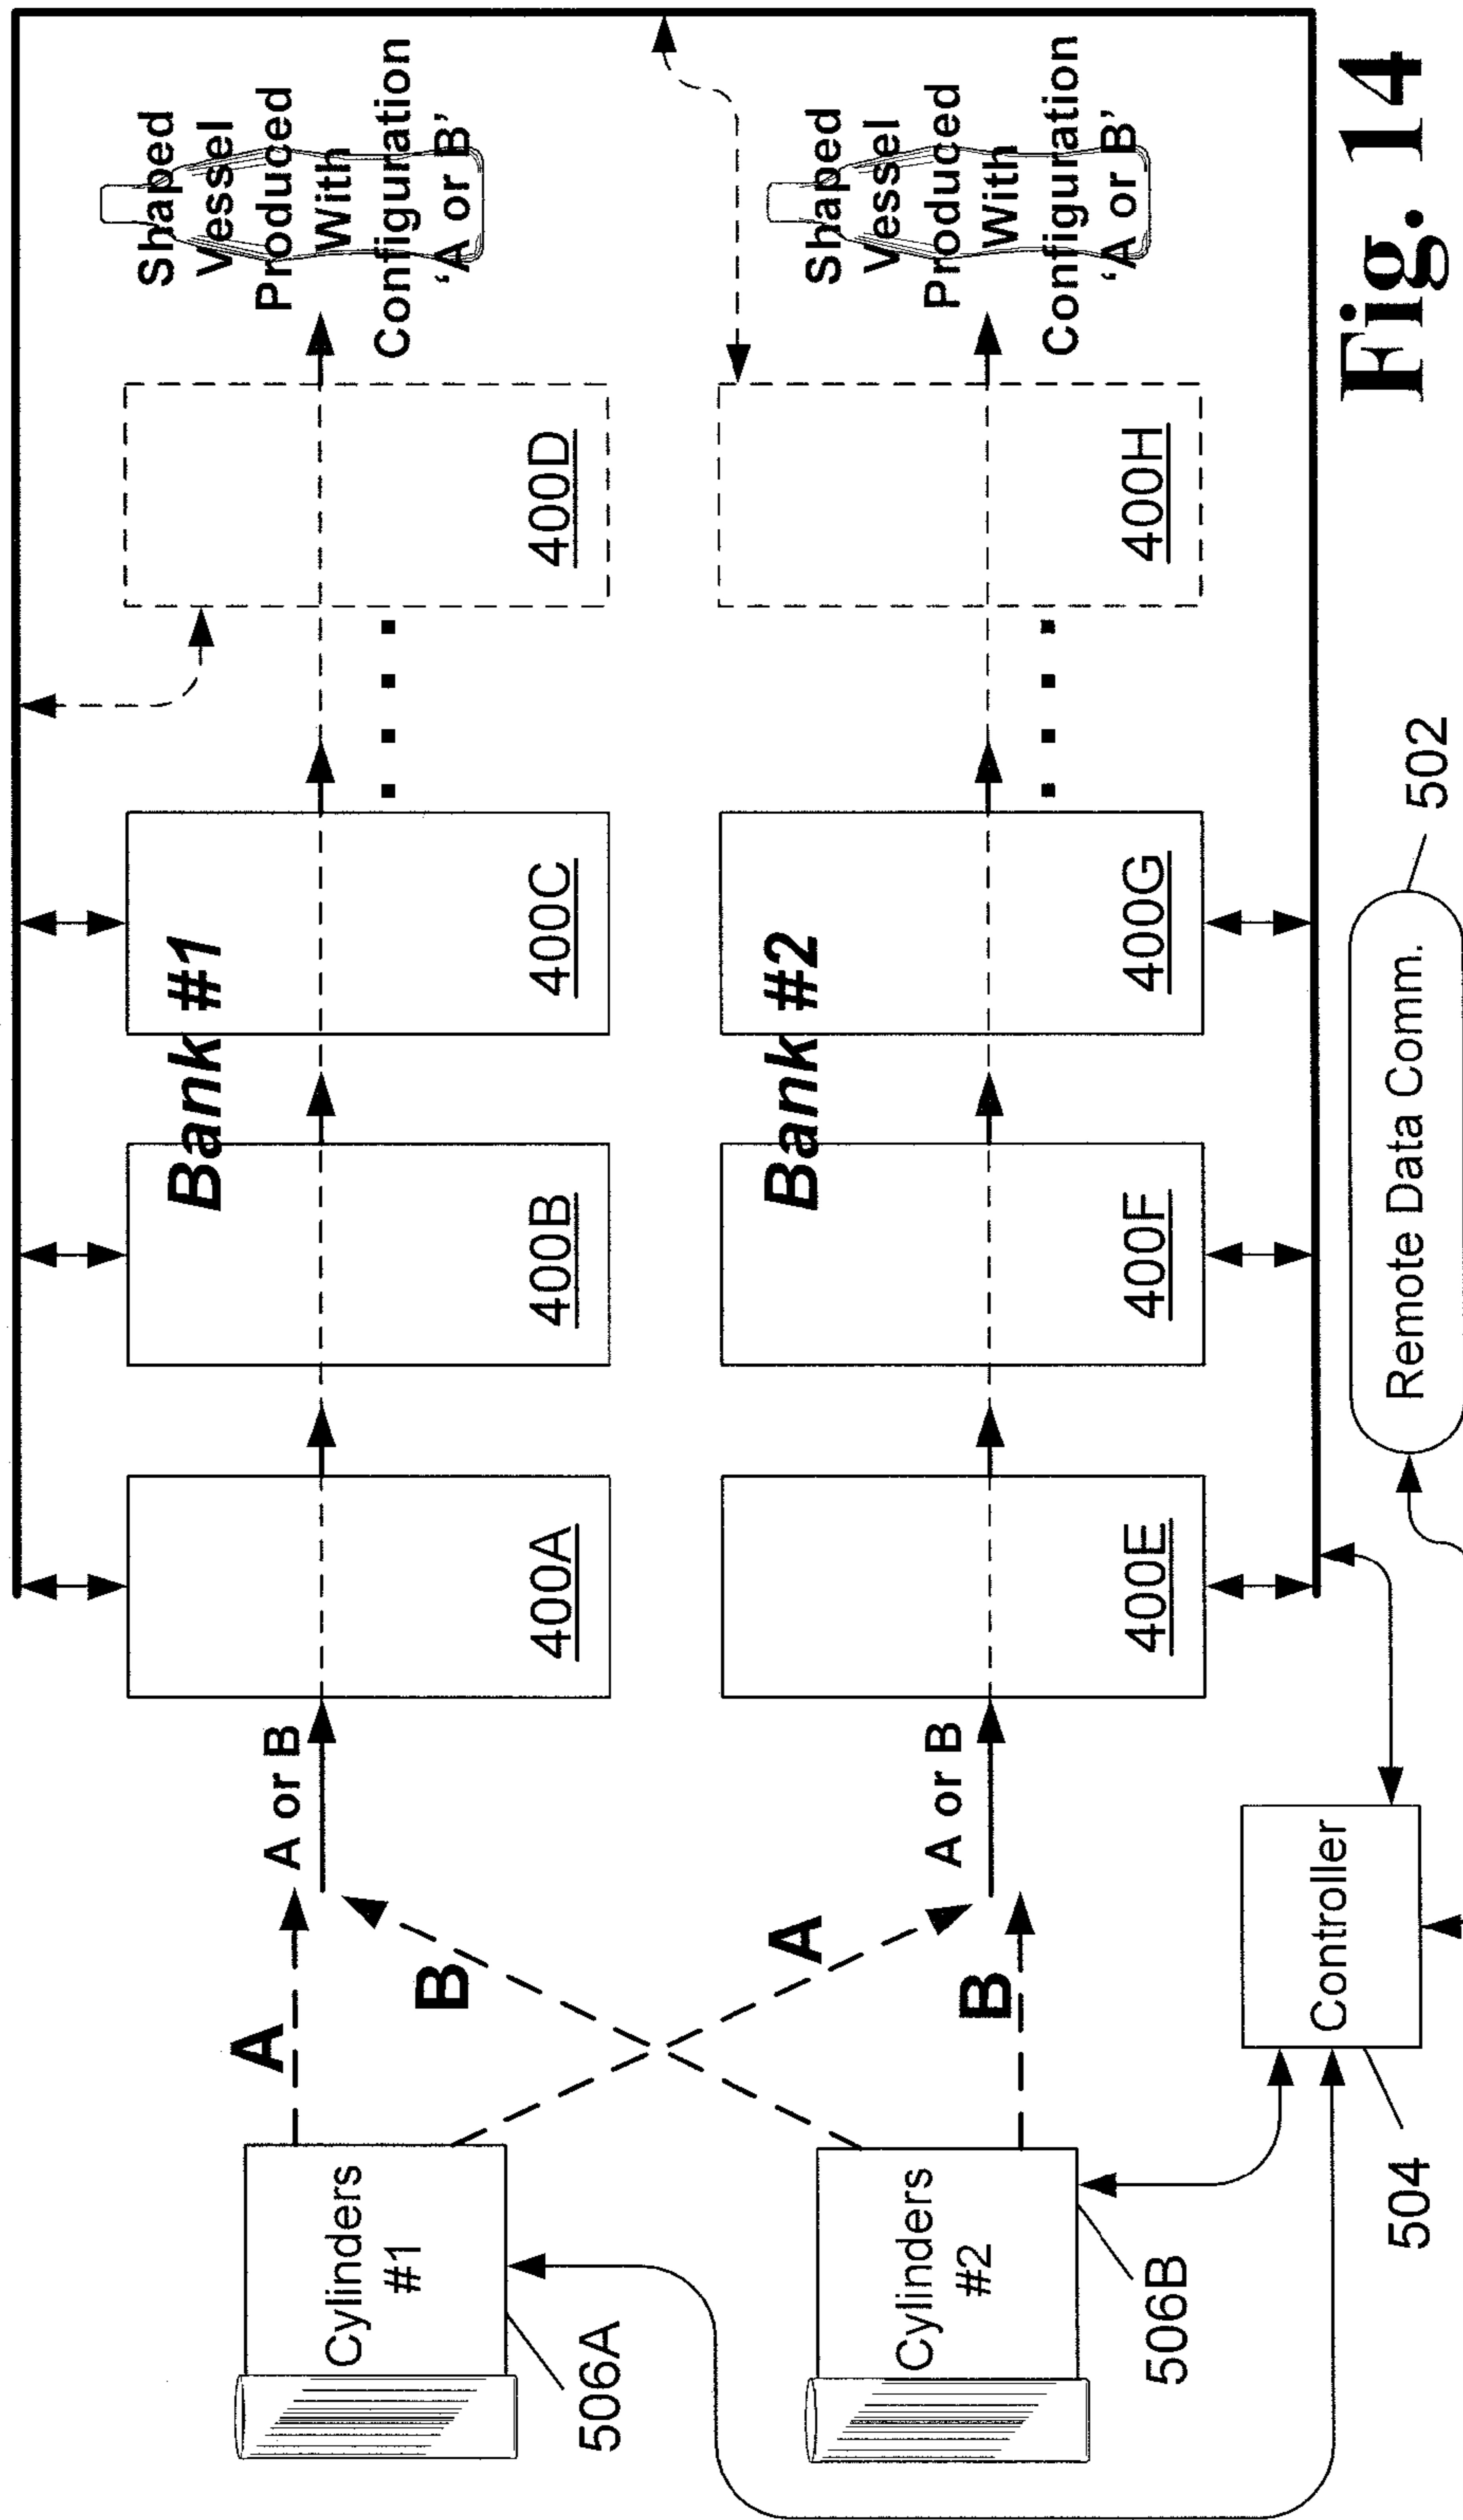 Cylinders
#1
506A
A
B
A or B
400A
400B
Bank #1
400C
400D
Shaped
Vessel
Produced
With
Configuration
‘A or B’
Cylinders
#2
506B
A
B
A or B
400E
400F
Bank #2
400G
400H
Shaped
Vessel
Produced
With
Configuration
‘A or B’
504
Controller
Remote Data Comm.
502
Fig. 14